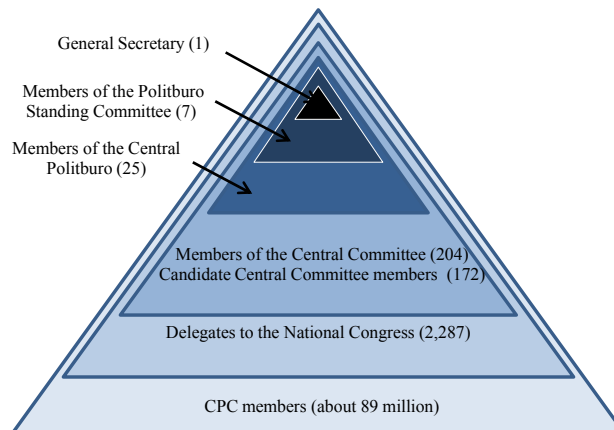 General Secretary (1)
Members of the Politburo
Standing Committee (7)
Members of the Central
Politburo (25)
Members of the Central Committee (204)
Candidate Central Committee members (172)
Delegates to the National Congress (2,287)
CPC members (about 89 million)